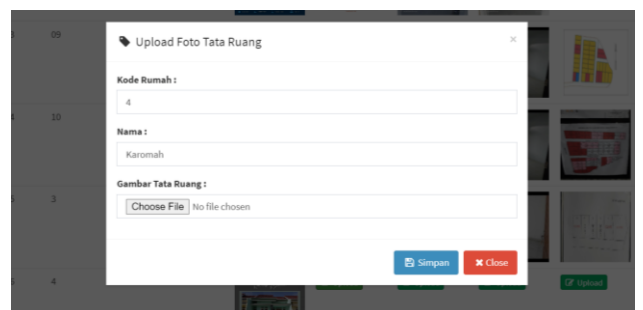 09
Upload Foto Tata Ruang ×
Kode Rumah :
4
10
Nama :
Karomah
Gambar Tata Ruang :
3
Choose File No file chosen
Simpan Close
4
Upload